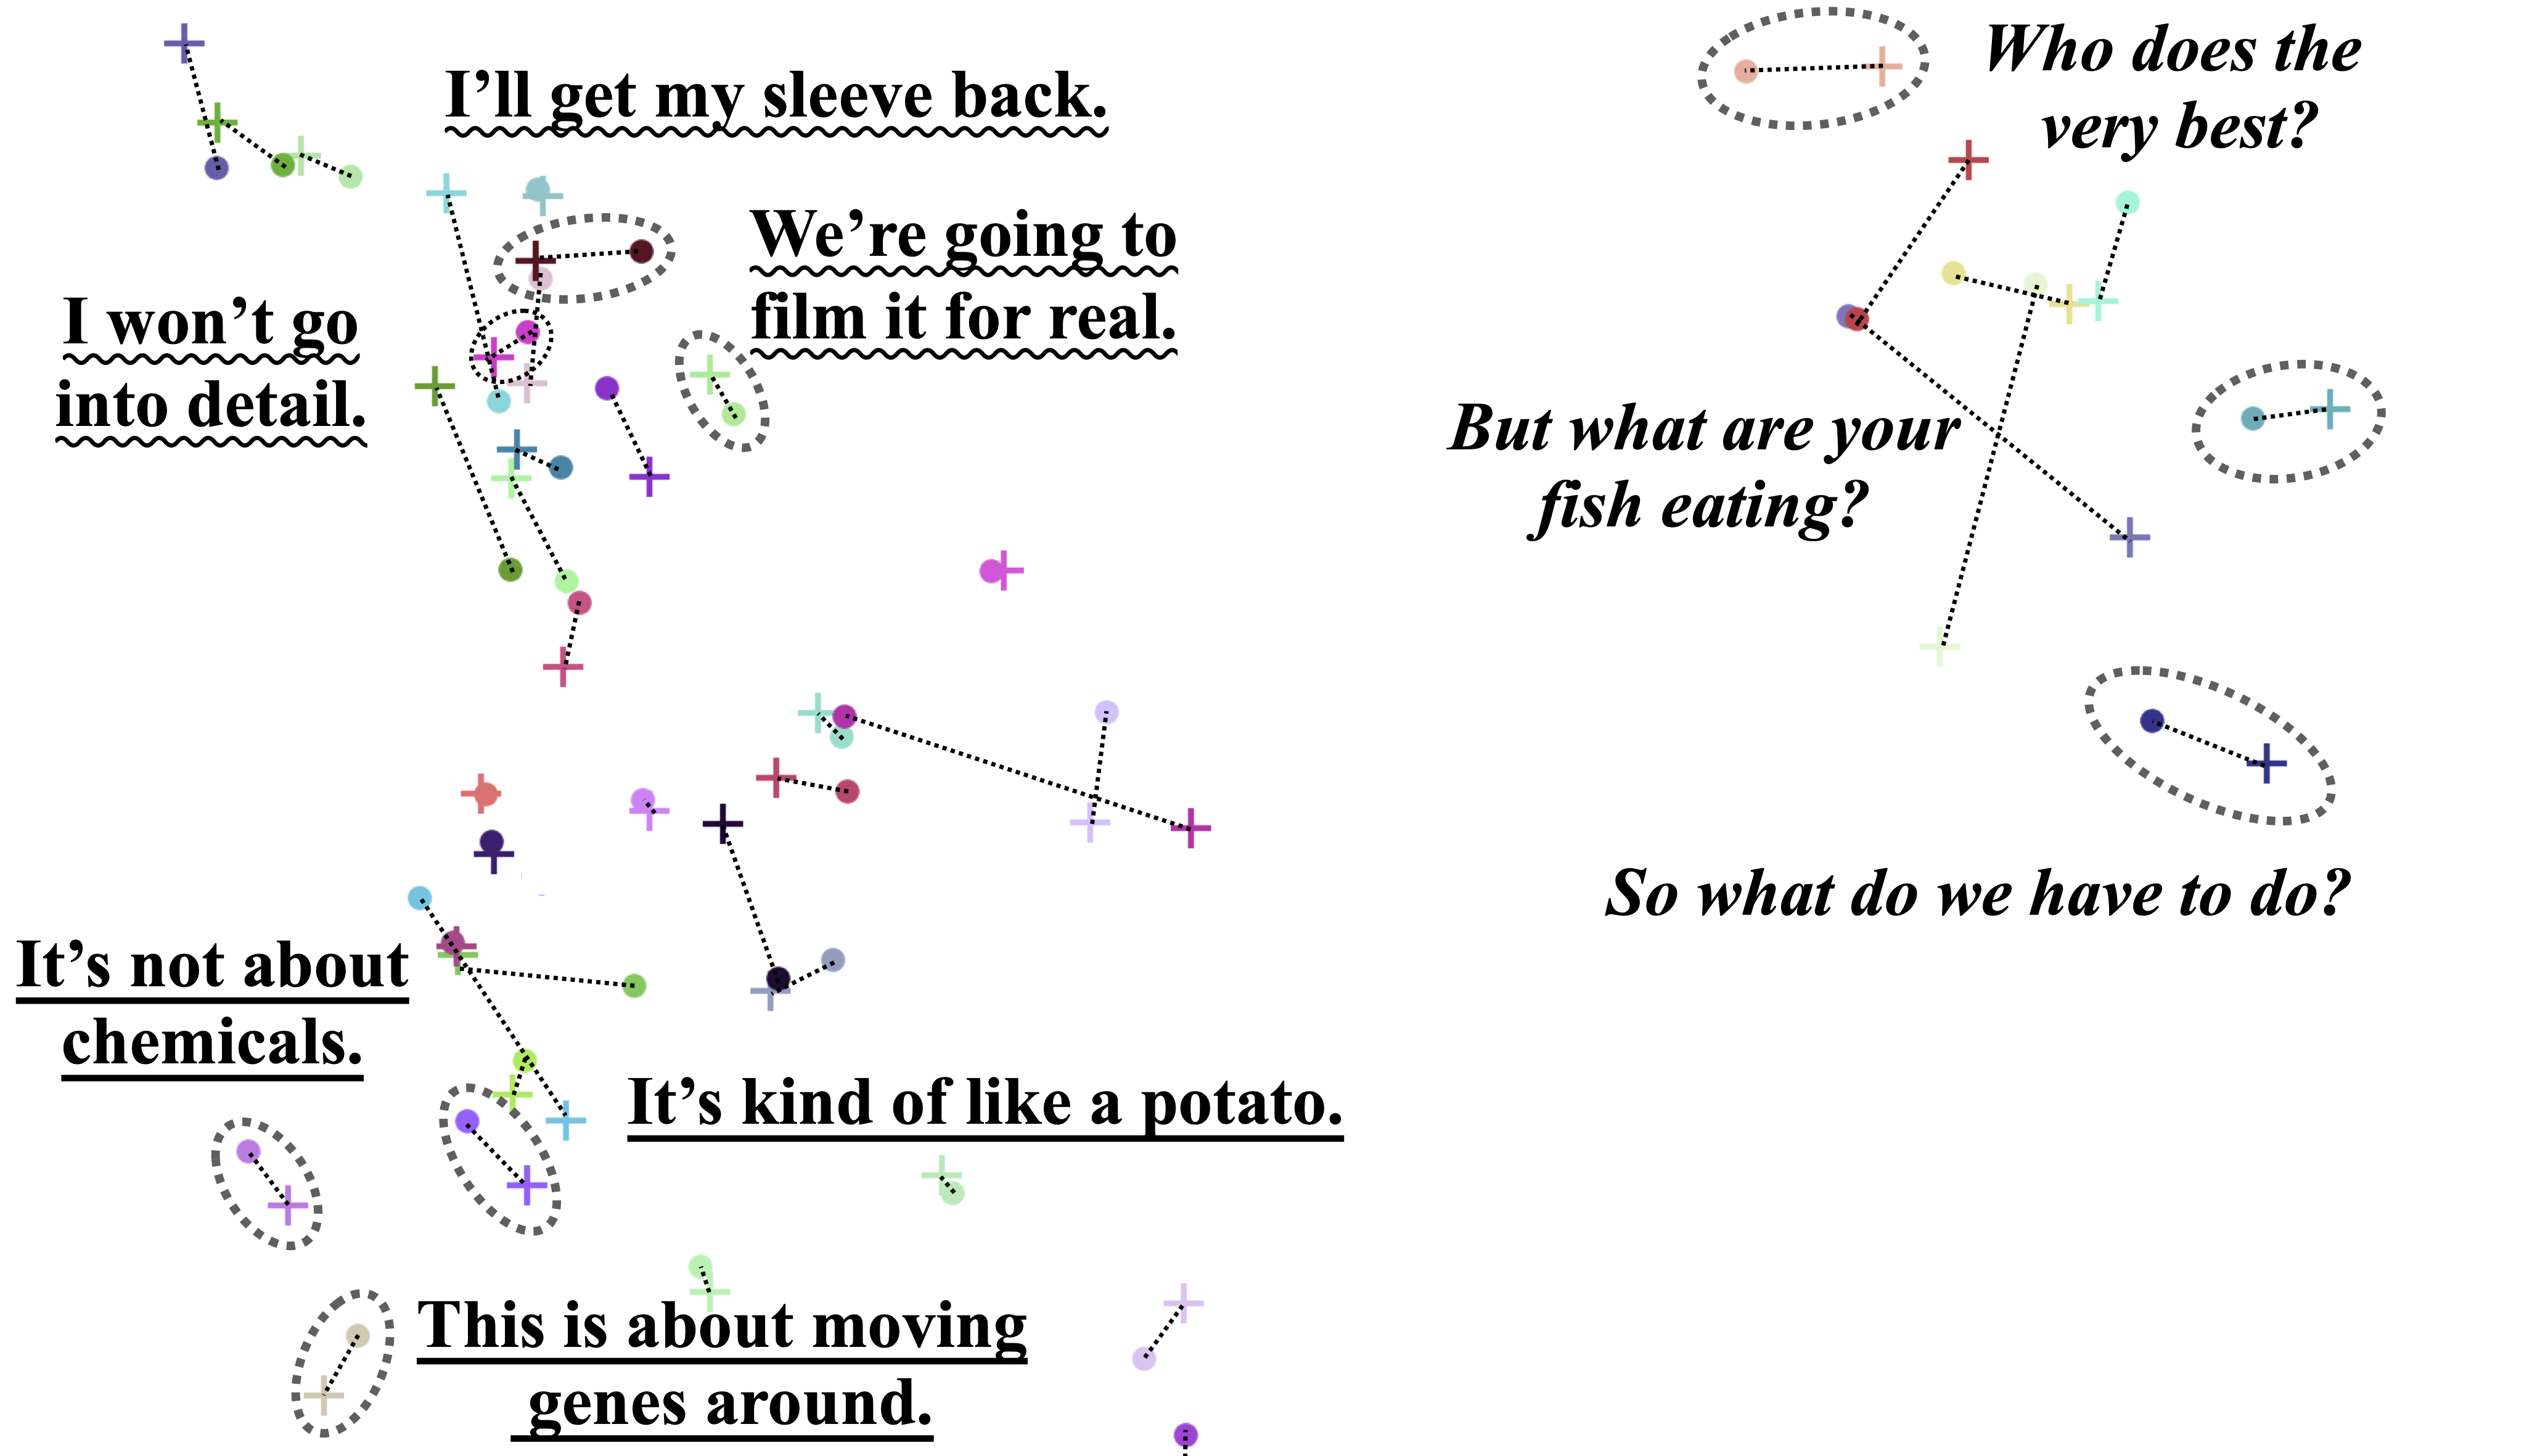 I’ll get my sleeve back.
We’re going to
film it for real.
I won’t go
into detail.
Who does the
very best?
But what are your
fish eating?
So what do we have to do?
It’s not about
chemicals.
It’s kind of like a potato.
This is about moving
genes around.